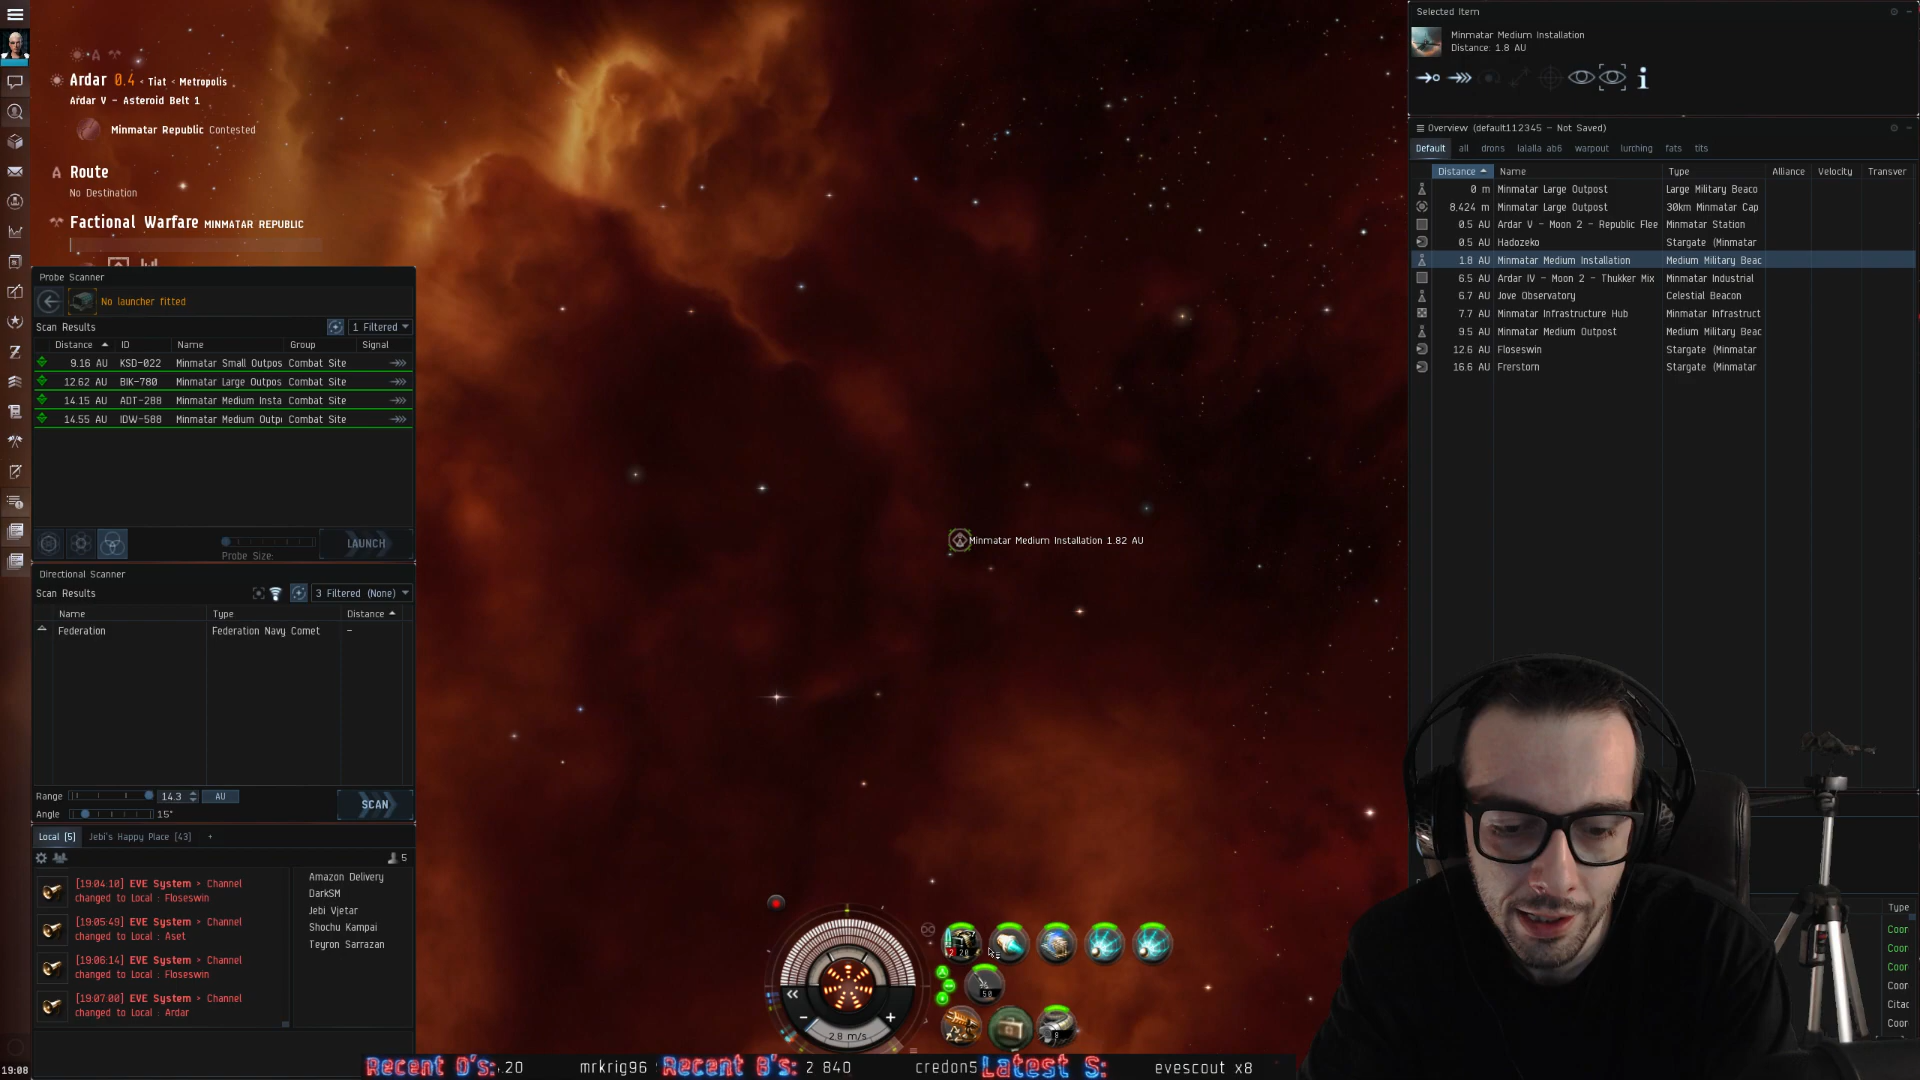 Ardar 0.4 < Tiat < Metropolis
Ardar V - Asteroid Belt 1
Minmatar Republic Contested
Route
No Destination
Factional Warfare MINMATAR REPUBLIC
Probe Scanner
No launcher fitted
Scan Results
1 Filtered
Distance ID Name Group Signal
9.16 AU KSD-022 Minmatar Small Outpos Combat Site
12.62 AU BIK-780 Minmatar Large Outpos Combat Site
14.15 AU ADT-288 Minmatar Medium Insta Combat Site
14.55 AU IDW-588 Minmatar Medium Outp Combat Site
Probe Size:
LAUNCH
Directional Scanner
Scan Results
3 Filtered (None)
Name Type Distance
Federation Federation Navy Comet -
Range 14.3 AU
Angle 15°
SCAN
Local [5] Jebi's Happy Place [43] +
5
[19:04:10] EVE System > Channel
changed to Local : Floseswin
[19:05:49] EVE System > Channel
changed to Local : Aset
[19:06:14] EVE System > Channel
changed to Local : Floseswin
[19:07:00] EVE System > Channel
changed to Local : Ardar
Amazon Delivery
DarkSM
Jebi Vjetar
Shochu Kampai
Teyron Sarrazan
19:08
Minmatar Medium Installation 1.82 AU
28
50
8
2.8 m/s
Recent D's: .20 mrkrig96 Recent B's: 2 840 credon5 Latest S: evescout x8
Selected Item
Minmatar Medium Installation
Distance: 1.8 AU
Overview (default112345 - Not Saved)
Default all drons lalalla ab6 warpout lurching fats tits
Distance Name Type Alliance Velocity Transver
0 m Minmatar Large Outpost Large Military Beaco
8,424 m Minmatar Large Outpost 30km Minmatar Cap
0.5 AU Ardar V - Moon 2 - Republic Flee Minmatar Station
0.5 AU Hadozeko Stargate (Minmatar
1.8 AU Minmatar Medium Installation Medium Military Beac
6.5 AU Ardar IV - Moon 2 - Thukker Mix Minmatar Industrial
6.7 AU Jove Observatory Celestial Beacon
7.7 AU Minmatar Infrastructure Hub Minmatar Infrastruct
9.5 AU Minmatar Medium Outpost Medium Military Beac
12.6 AU Floseswin Stargate (Minmatar
16.6 AU Frerstorn Stargate (Minmatar
Type
Coor
Coor
Coor
Coor
Citac
Coor